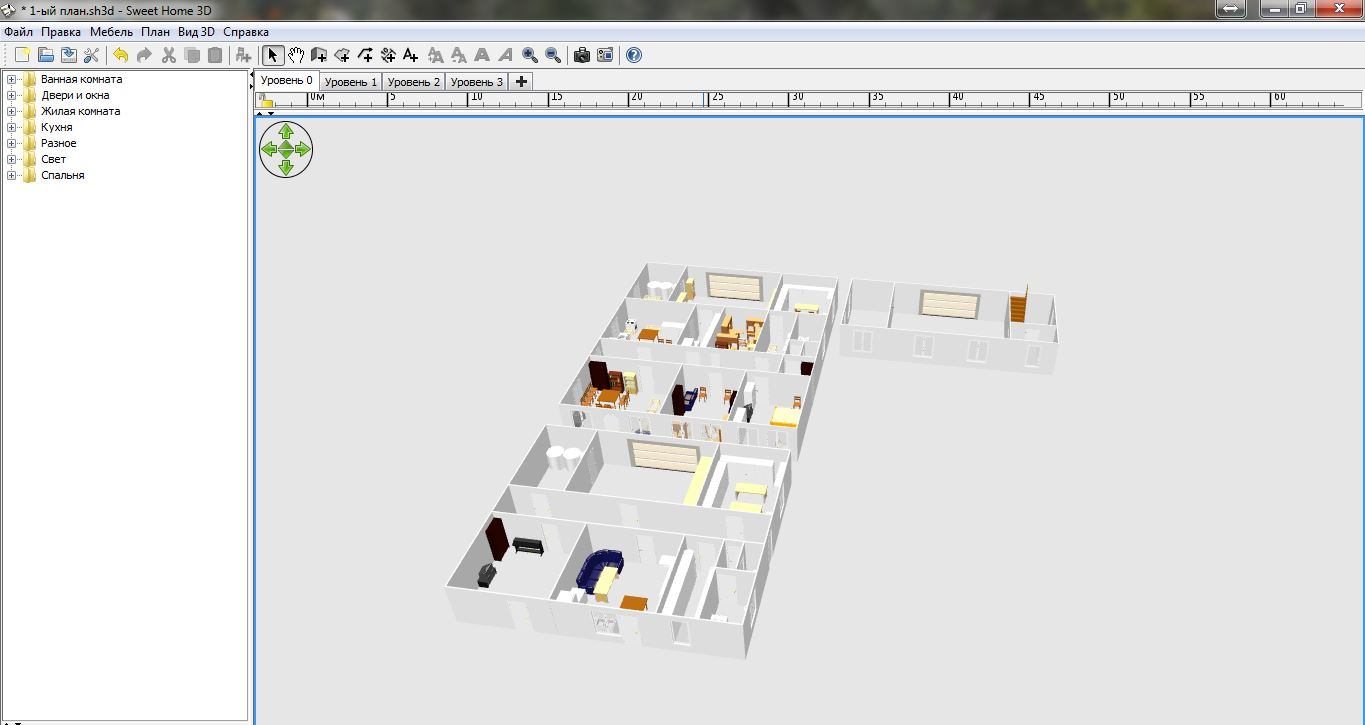 * 1-ый план.sh3d - Sweet Home 3D
Файл Правка Мебель План Вид 3D Справка
Ванная комната
Двери и окна
Жилая комната
Кухня
Разное
Свет
Спальня
Уровень 0 Уровень 1 Уровень 2 Уровень 3
0м 5 10 15 20 25 30 35 40 45 50 55 60